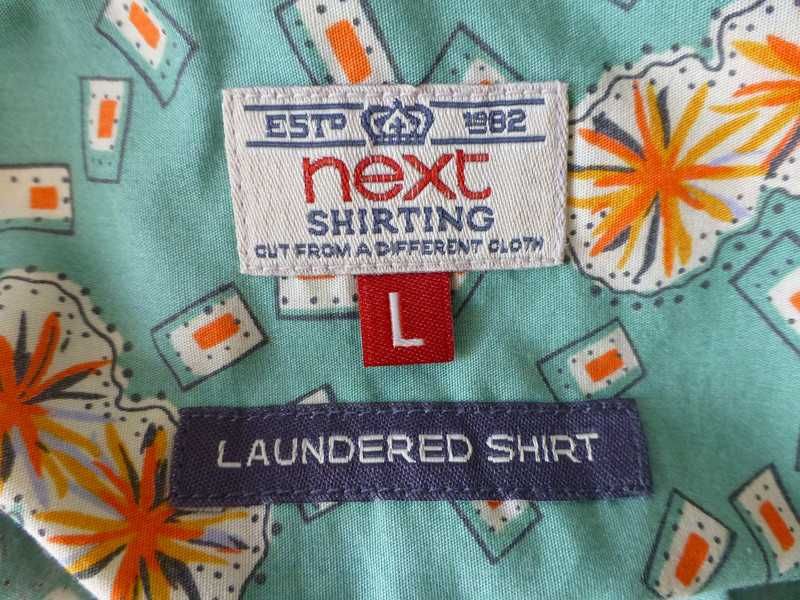 ESTD 1982
next
SHIRTING
CUT FROM A DIFFERENT CLOTH
L
LAUNDERED SHIRT